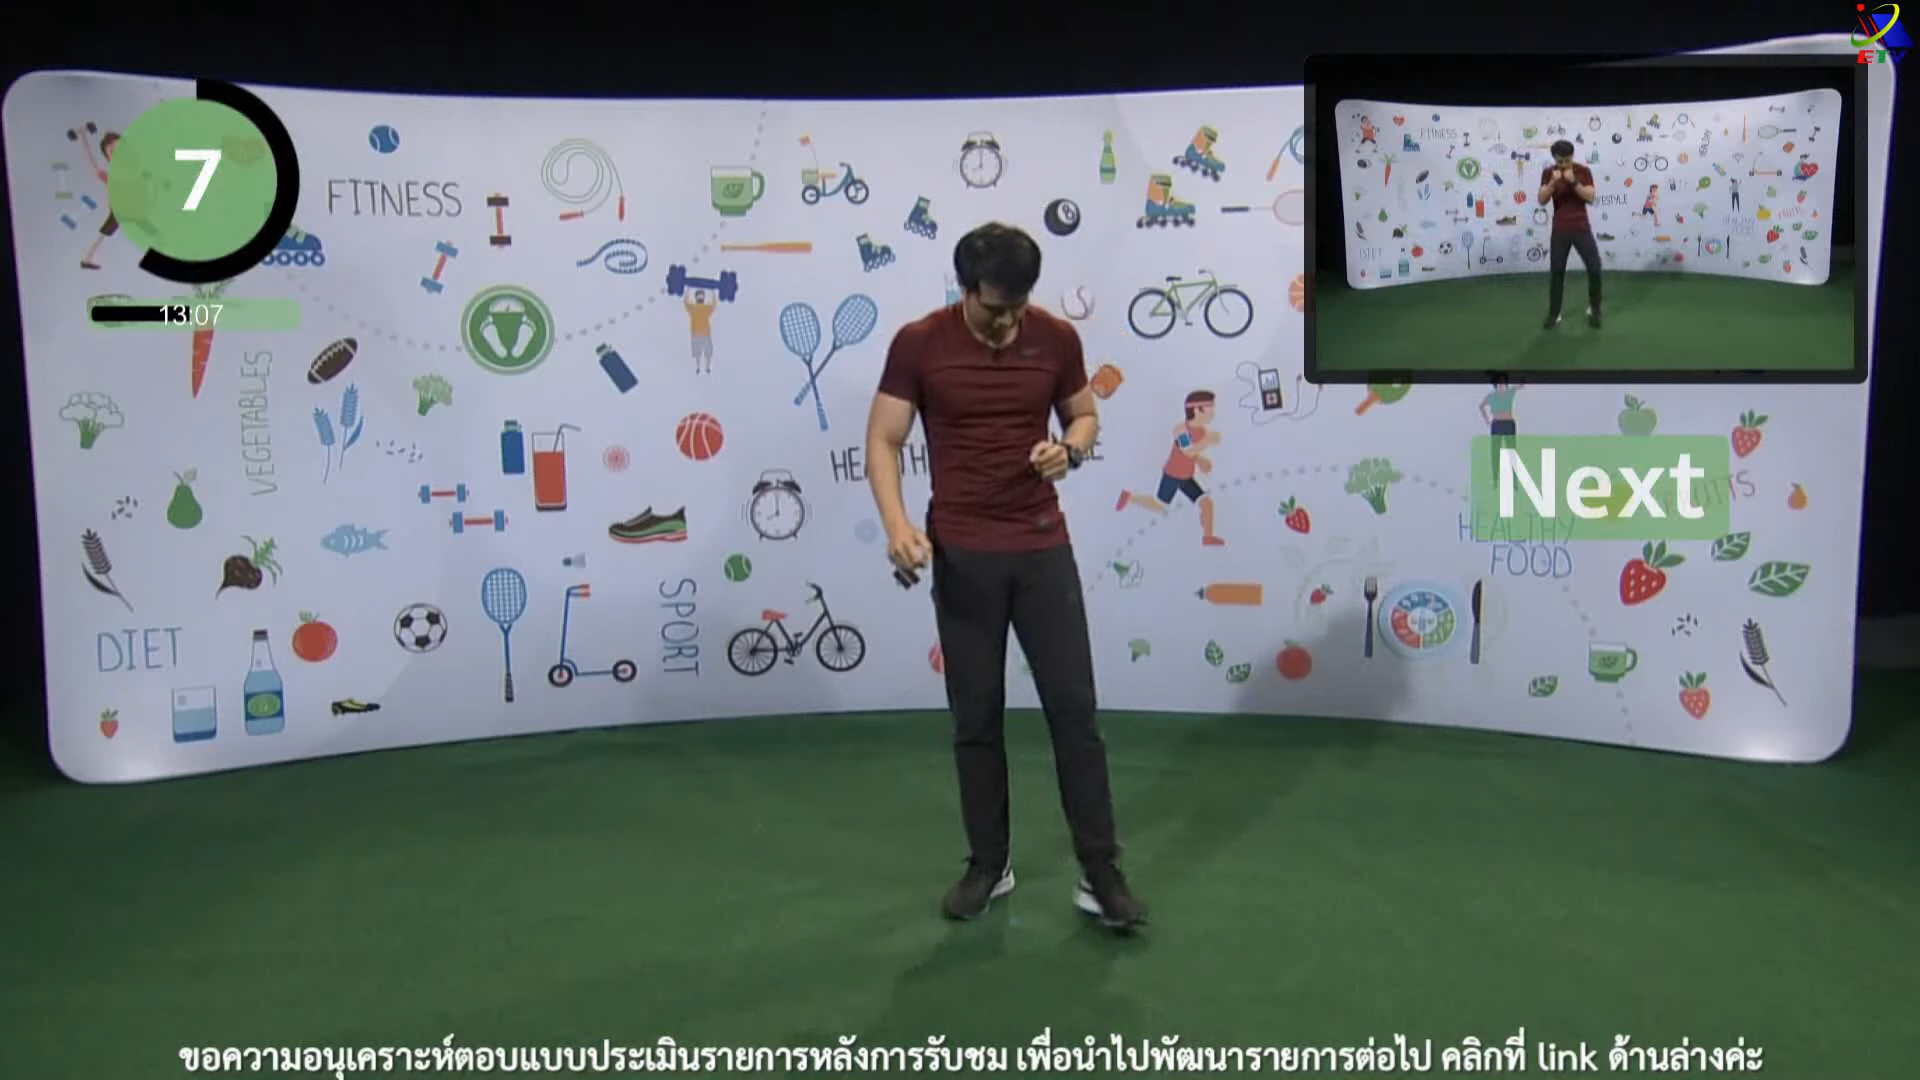 ETV
7
13:07
FITNESS
VEGETABLES
Next
HEALTHY
FOOD
SPORT
DIET
ขอความอนุเคราะห์ตอบแบบประเมินรายการหลังการรับชม เพื่อนำไปพัฒนารายการต่อไป คลิกที่ link ด้านล่างค่ะ